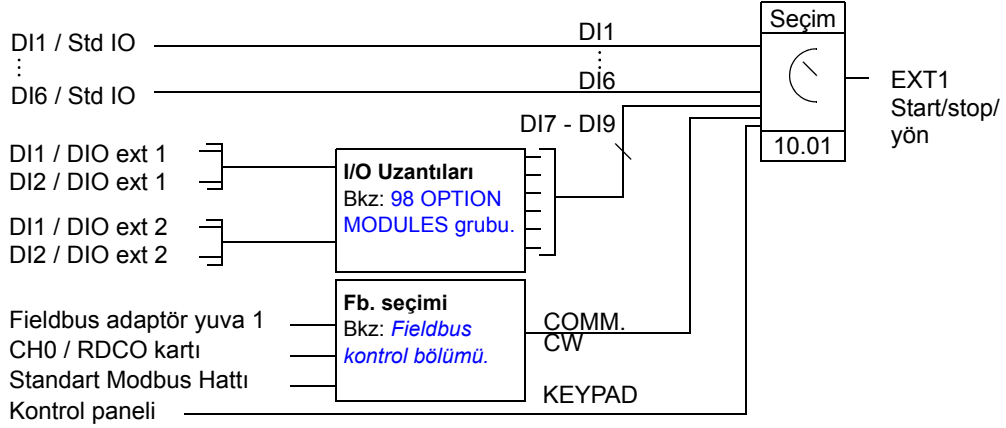 Seçim
DI1 / Std IO
DI1
DI6 / Std IO
DI6
EXT1
Start/stop/
yön
DI7 - DI9
10.01
DI1 / DIO ext 1
DI2 / DIO ext 1
I/O Uzantıları
Bkz: 98 OPTION
MODULES grubu.
DI1 / DIO ext 2
DI2 / DIO ext 2
Fb. seçimi
Bkz: Fieldbus
kontrol bölümü.
Fieldbus adaptör yuva 1
CH0 / RDCO kartı
Standart Modbus Hattı
Kontrol paneli
COMM.
CW
KEYPAD